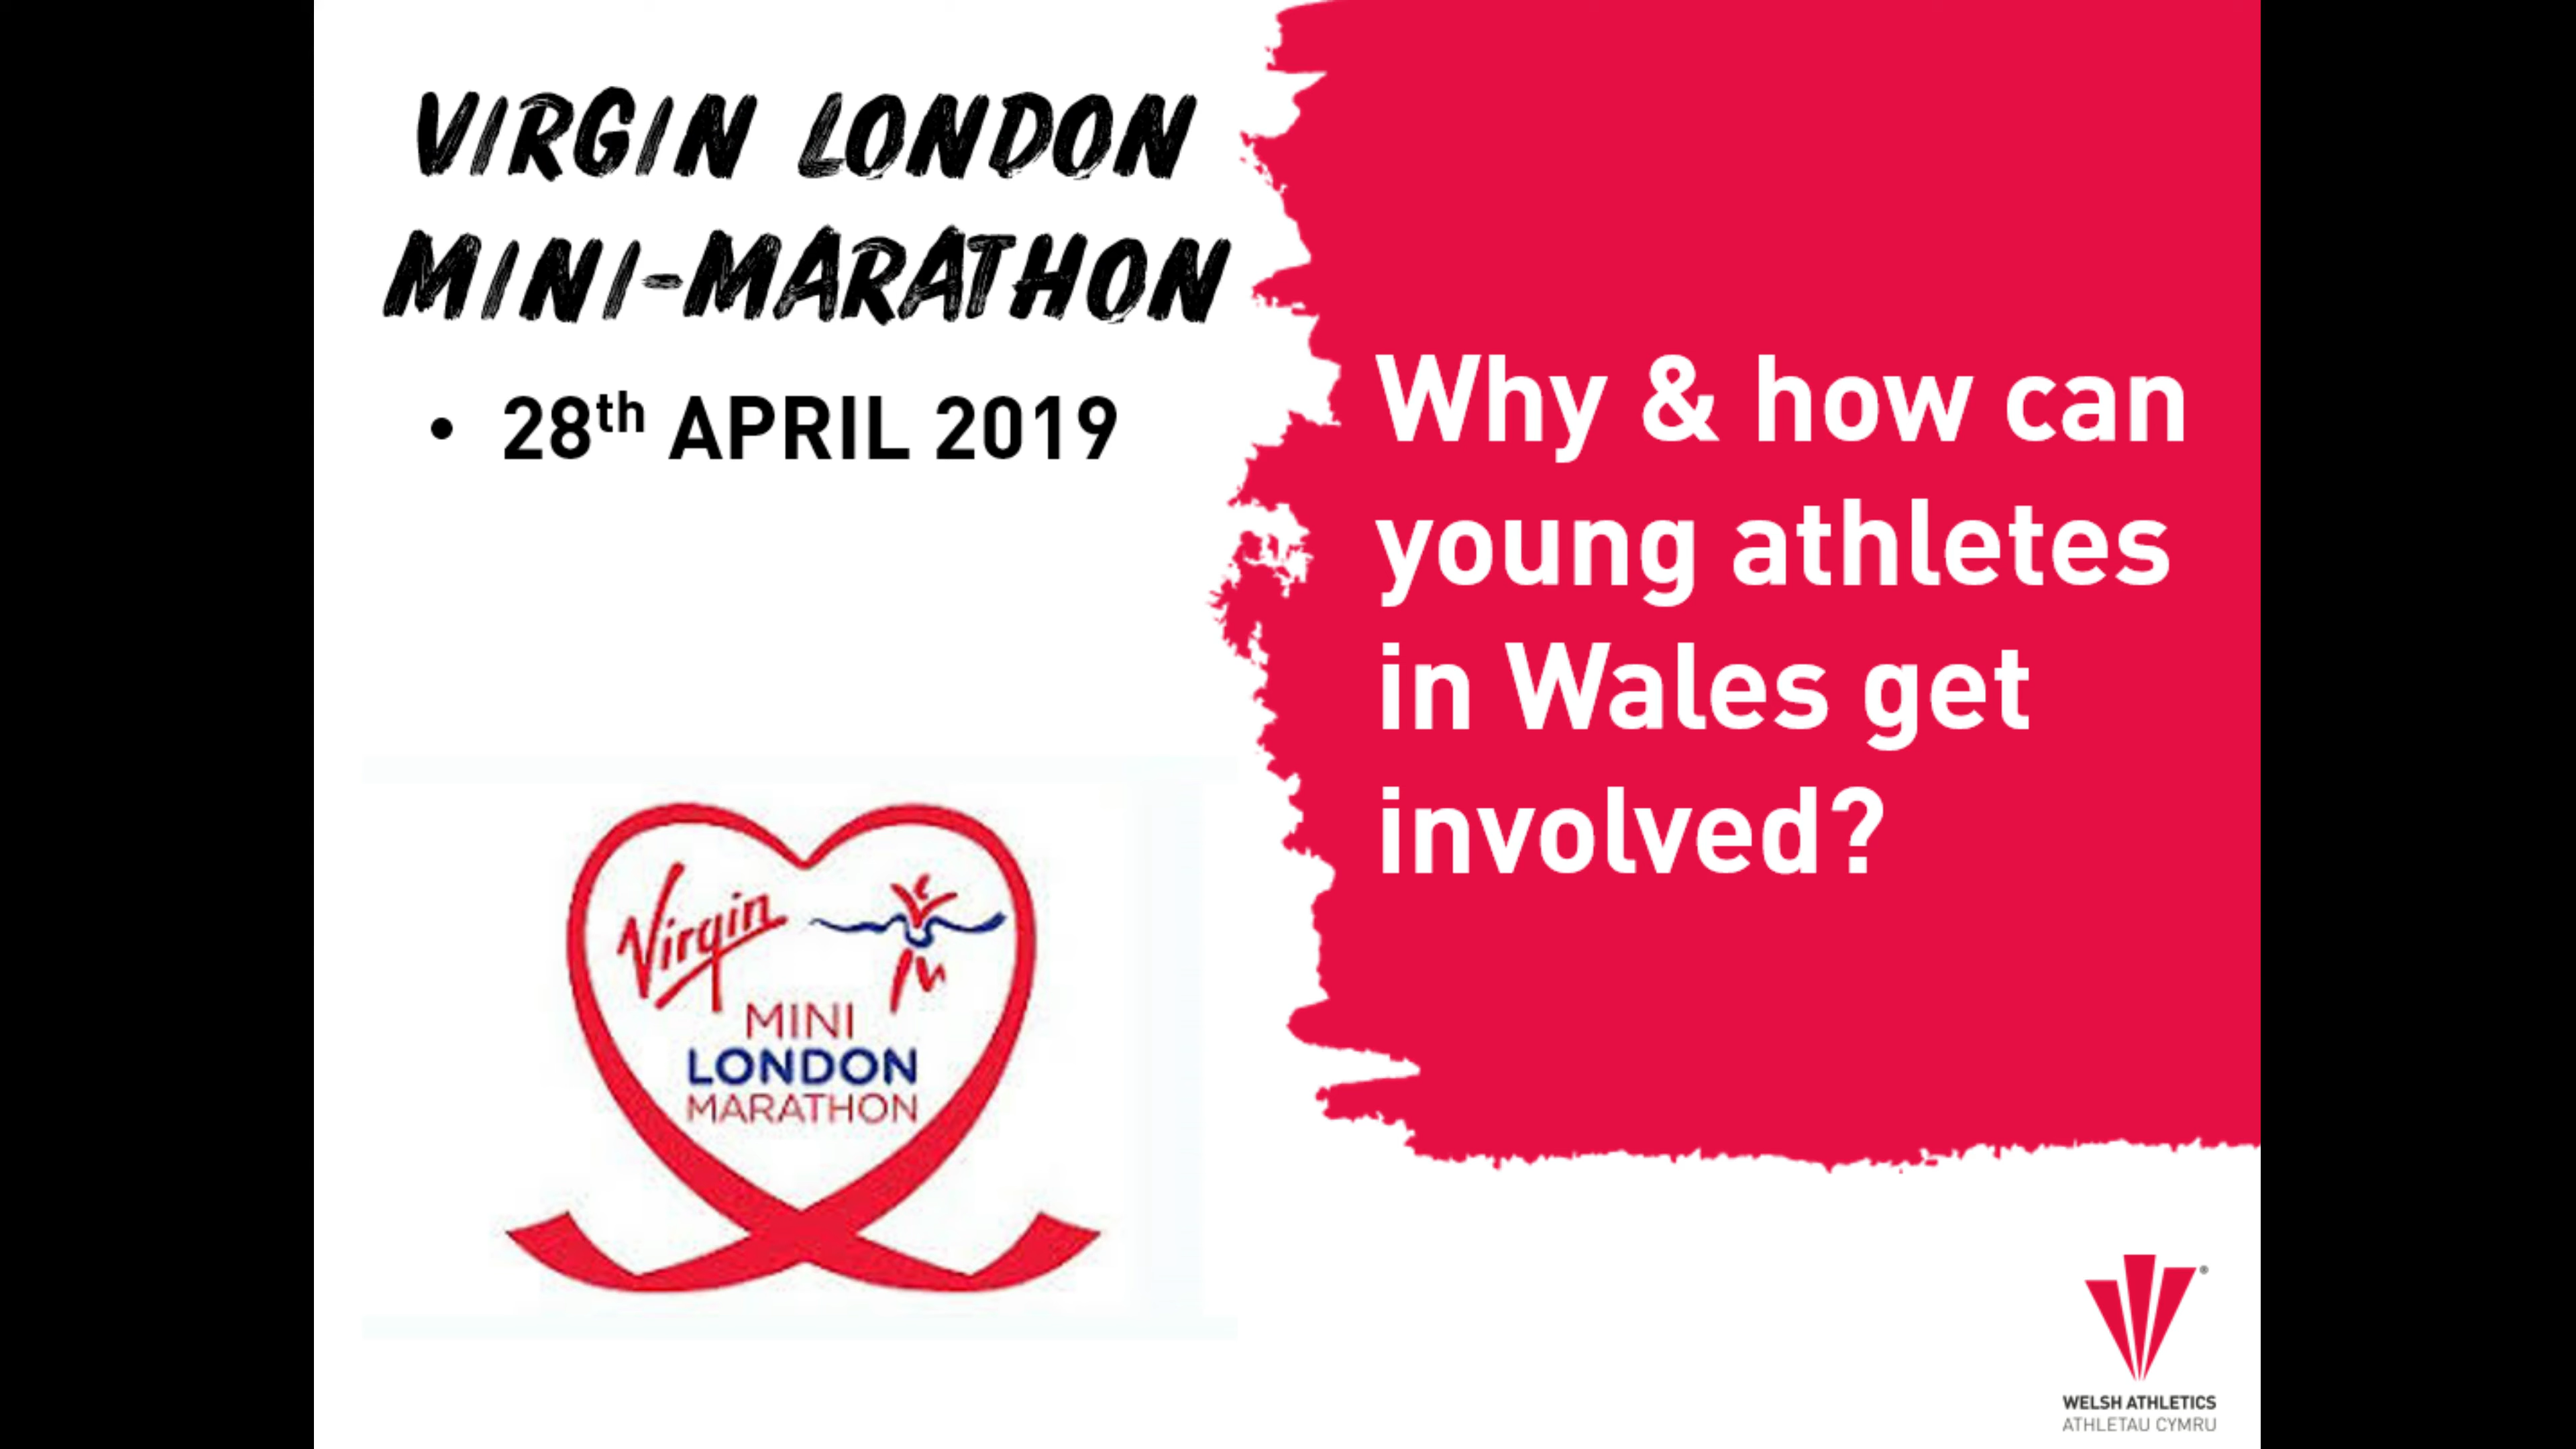 VIRGIN LONDON
MINI-MARATHON
• 28th APRIL 2019
Why & how can
young athletes
in Wales get
involved?
Virgin
MINI
LONDON
MARATHON
WELSH ATHLETICS
ATHLETAU CYMRU